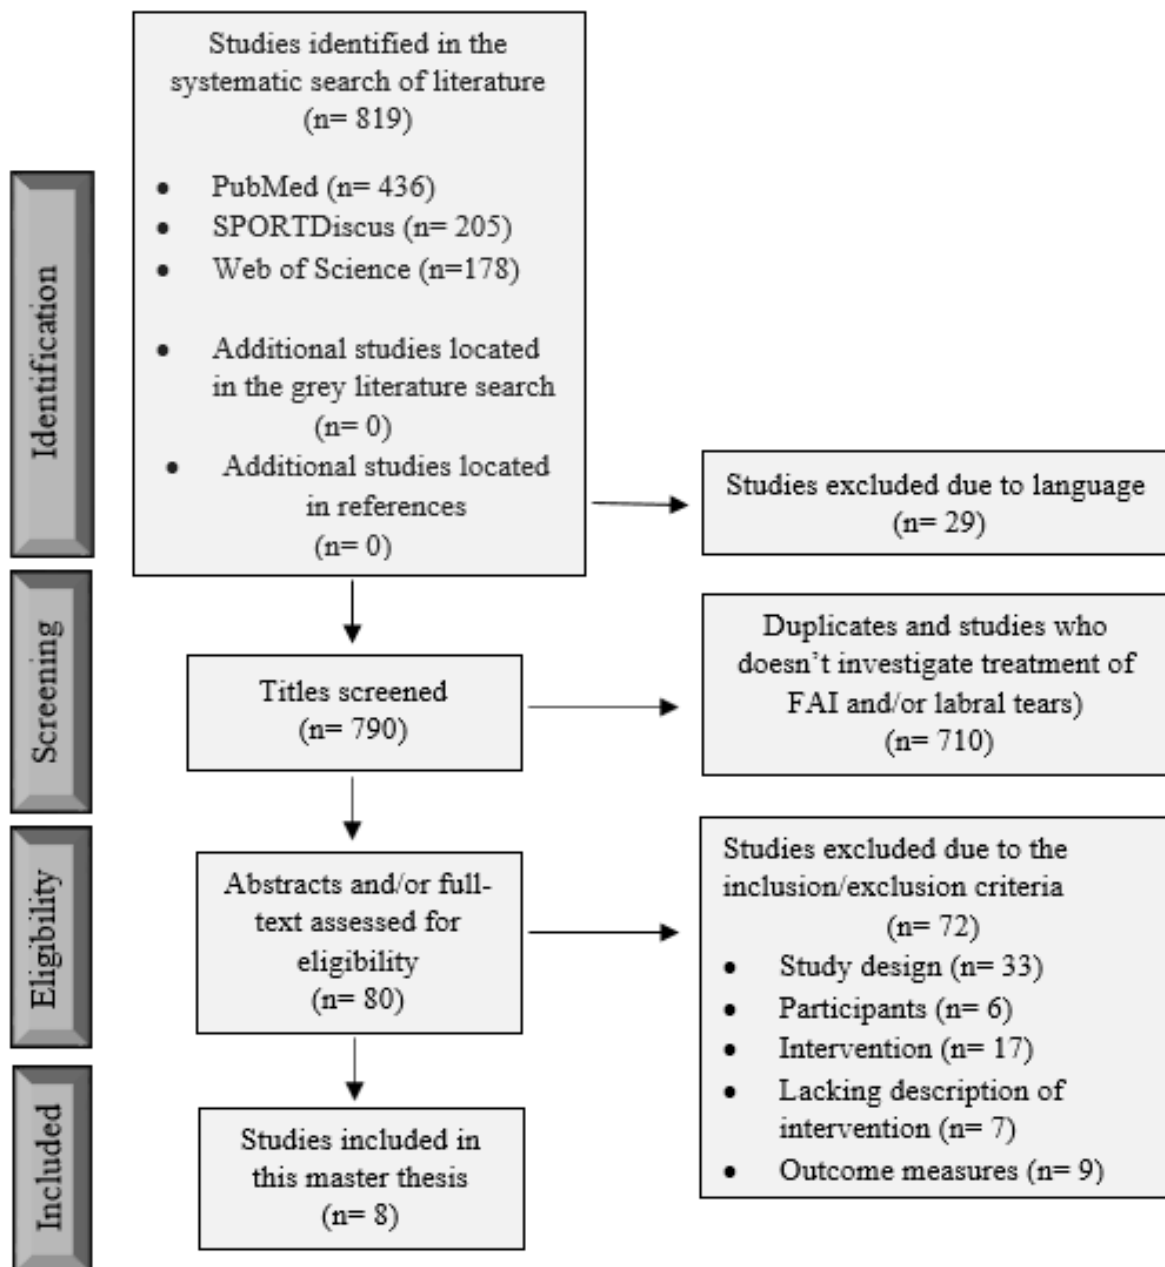 Studies identified in the
systematic search of literature
(n= 819)
• PubMed (n= 436)
• SPORTDiscus (n= 205)
• Web of Science (n=178)
• Additional studies located
in the grey literature search
(n= 0)
• Additional studies located
in references
(n= 0)
Identification
Studies excluded due to language
(n= 29)
Screening
Titles screened
(n= 790)
Duplicates and studies who
doesn’t investigate treatment of
FAI and/or labral tears)
(n= 710)
Eligibility
Abstracts and/or full-
text assessed for
eligibility
(n= 80)
Studies excluded due to the
inclusion/exclusion criteria
(n= 72)
• Study design (n= 33)
• Participants (n= 6)
• Intervention (n= 17)
• Lacking description of
intervention (n= 7)
• Outcome measures (n= 9)
Included
Studies included in
this master thesis
(n= 8)